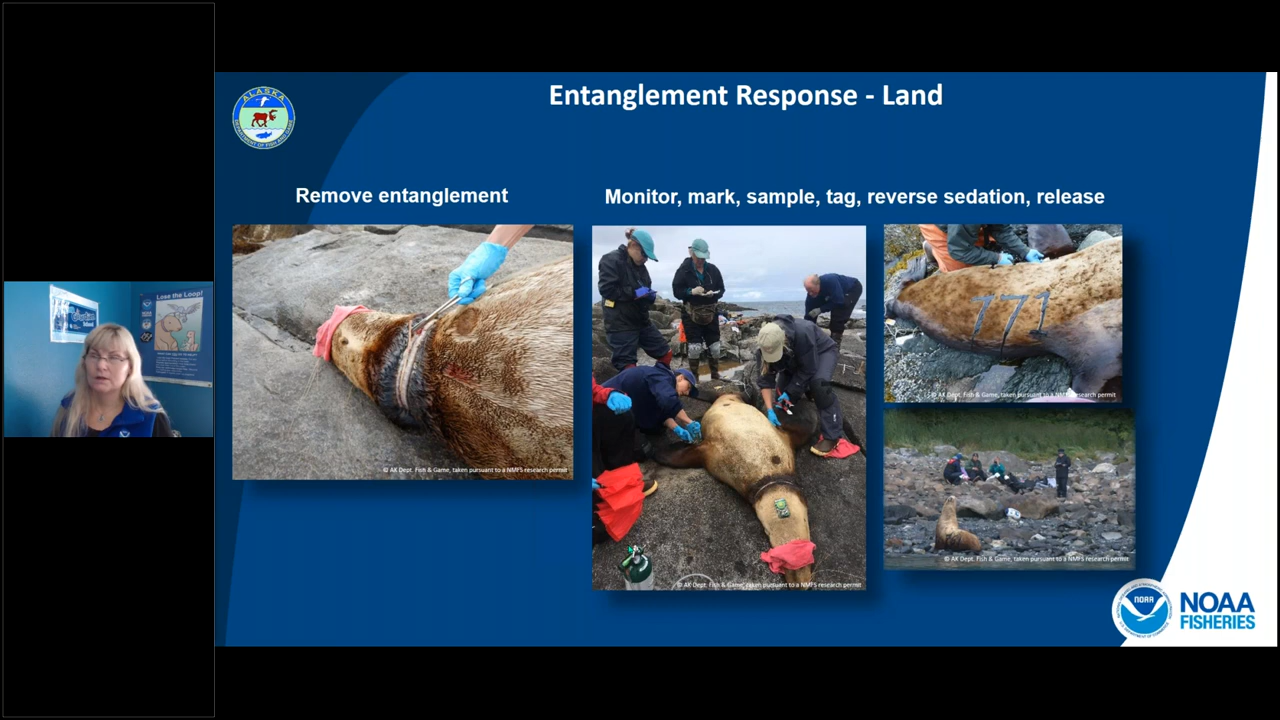 Entanglement Response - Land
ALASKA
Remove entanglement
Monitor, mark, sample, tag, reverse sedation, release
771
© AK Dept. Fish & Game, taken pursuant to a NMFS research permit
© AK Dept. Fish & Game, taken pursuant to a NMFS research permit
© AK Dept. Fish & Game, taken pursuant to a NMFS research permit
© AK Dept. Fish & Game, taken pursuant to a NMFS research permit
Lose the Loop!
NOAA
NOAA
FISHERIES